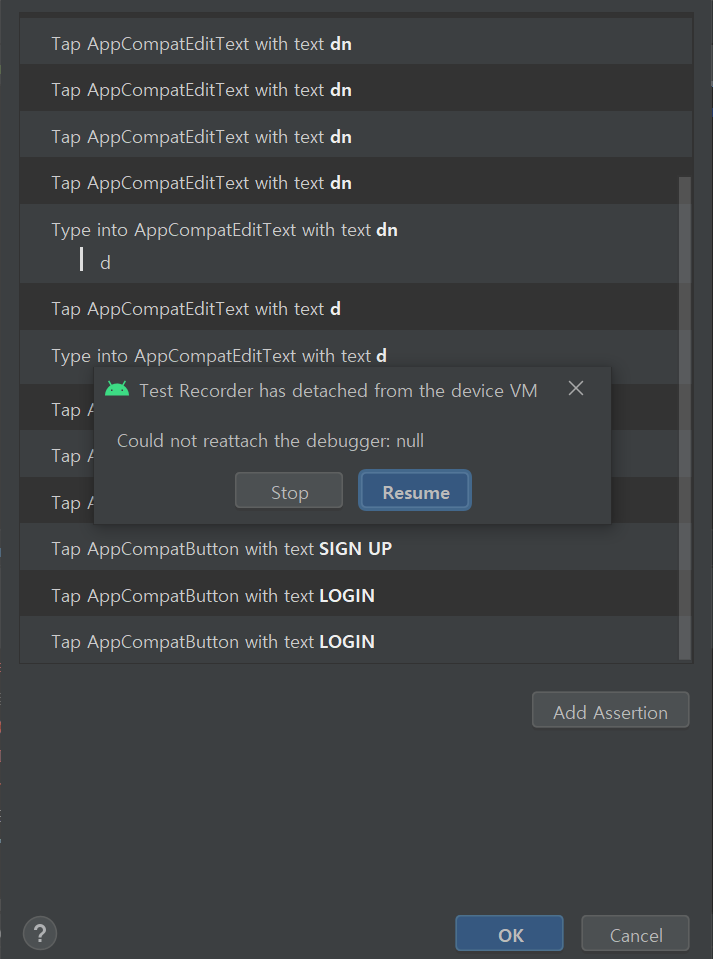 Tap AppCompatEditText with text dn
Tap AppCompatEditText with text dn
Tap AppCompatEditText with text dn
Tap AppCompatEditText with text dn
Type into AppCompatEditText with text dn
d
Tap AppCompatEditText with text d
Type into AppCompatEditText with text d
Test Recorder has detached from the device VM
Tap A
Could not reattach the debugger: null
Tap A
Stop
Resume
Tap A
Tap AppCompatButton with text SIGN UP
Tap AppCompatButton with text LOGIN
Tap AppCompatButton with text LOGIN
Add Assertion
?
OK
Cancel